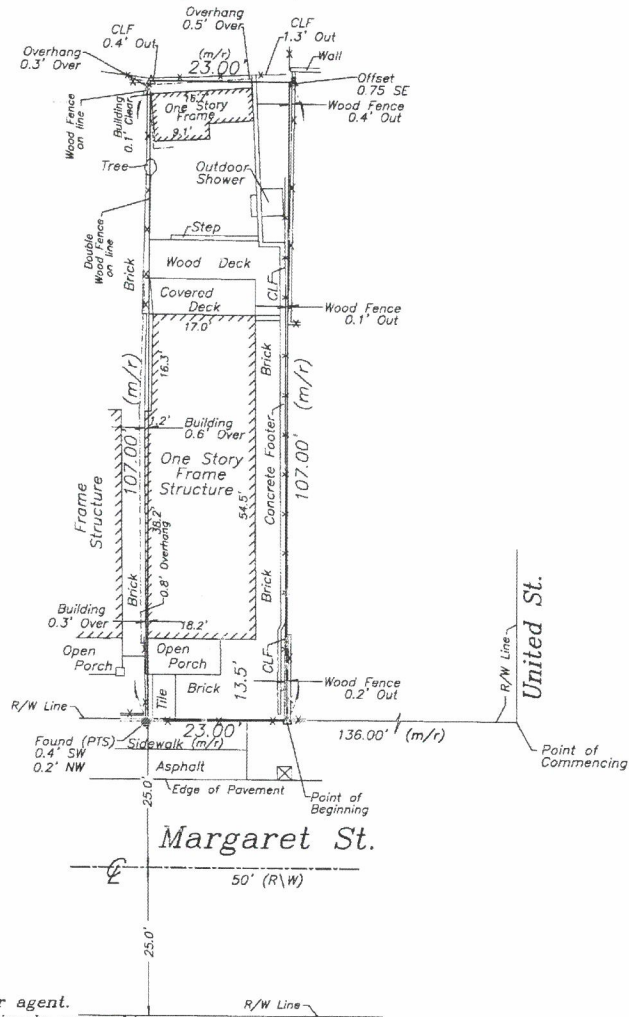 Overhang
0.5' Over
CLF
0.4' Out
CLF
1.3' Out
Overhang
0.3' Over
(m/r)
23.00'
Wall
Offset
0.75 SE
Wood Fence
on line
Building
0.1' Clear
One Story
Frame
9.1'
Wood Fence
0.4' Out
Tree
Outdoor
Shower
Double
Wood Fence
on line
Step
Brick
Wood Deck
CLF
Covered
Deck
Wood Fence
0.1' Out
17.0'
16.3'
Brick
107.00' (m/r)
107.00' (m/r)
1.2'
Building
0.6' Over
Concrete Footer
One Story
Frame
Structure
54.5'
Frame
Structure
38.2'
0.8' Overhang
Brick
Brick
Building
0.3' Over
18.2'
Open
Porch
Open
Porch
CLF
13.5'
Tile
Brick
Wood Fence
0.2' Out
R/W Line
R/W Line
United St.
23.00'
(m/r)
136.00' (m/r)
Found (PTS)
0.4' SW
0.2' NW
Sidewalk
Asphalt
Point of
Commencing
Edge of Pavement
Point of
Beginning
25.0'
Margaret St.
50' (R\W)
25.0'
r agent.
R/W Line